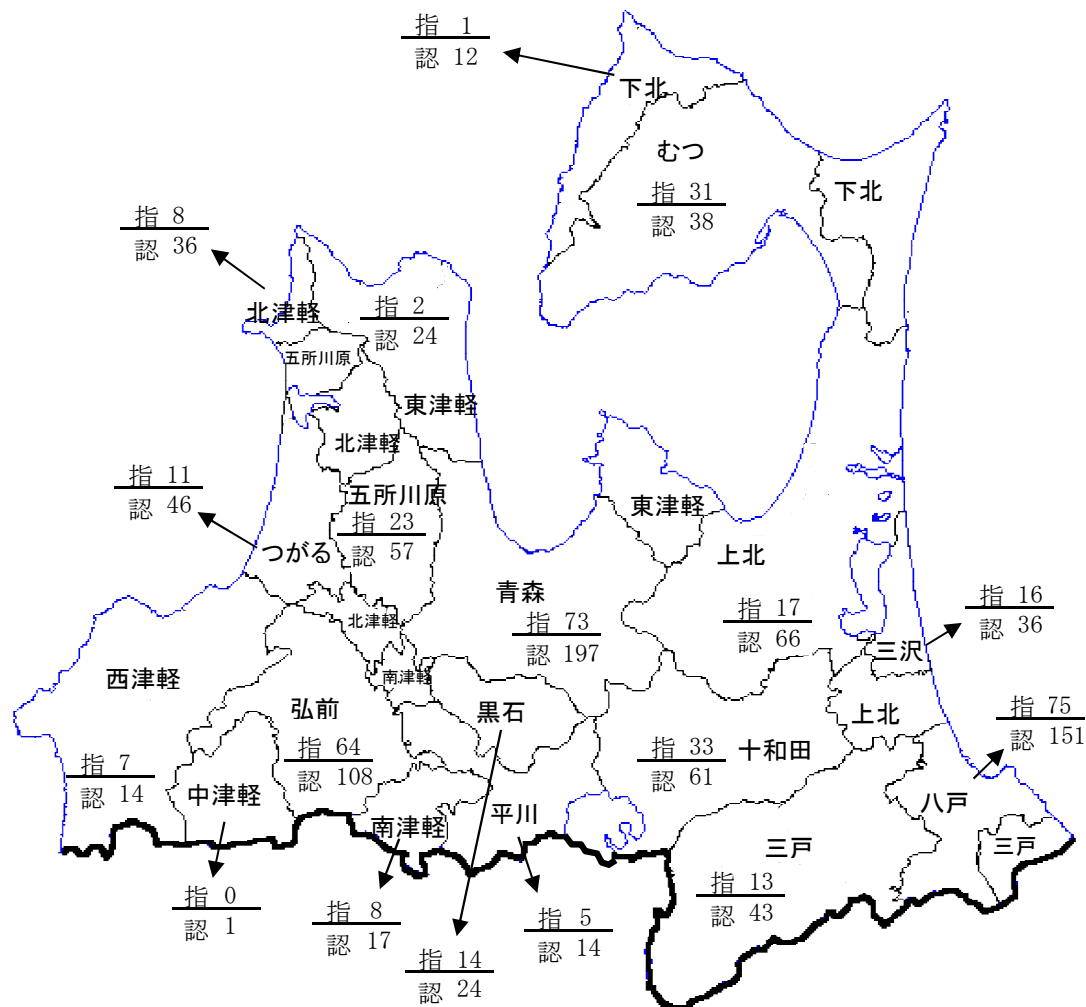 指 1
認 12
下北
むつ
指 31
認 38
下北
指 8
認 36
北津軽
指 2
認 24
五所川原
東津軽
北津軽
指 11
認 46
五所川原
指 23
認 57
つがる
東津軽
上北
青森
指 73
認 197
指 17
認 66
指 16
認 36
三沢
北津軽
南津軽
西津軽
弘前
黒石
上北
指 75
認 151
指 64
認 108
指 33
認 61
十和田
指 7
認 14
中津軽
八戸
平川
南津軽
三戸
三戸
指 13
認 43
指 0
認 1
指 8
認 17
指 5
認 14
指 14
認 24